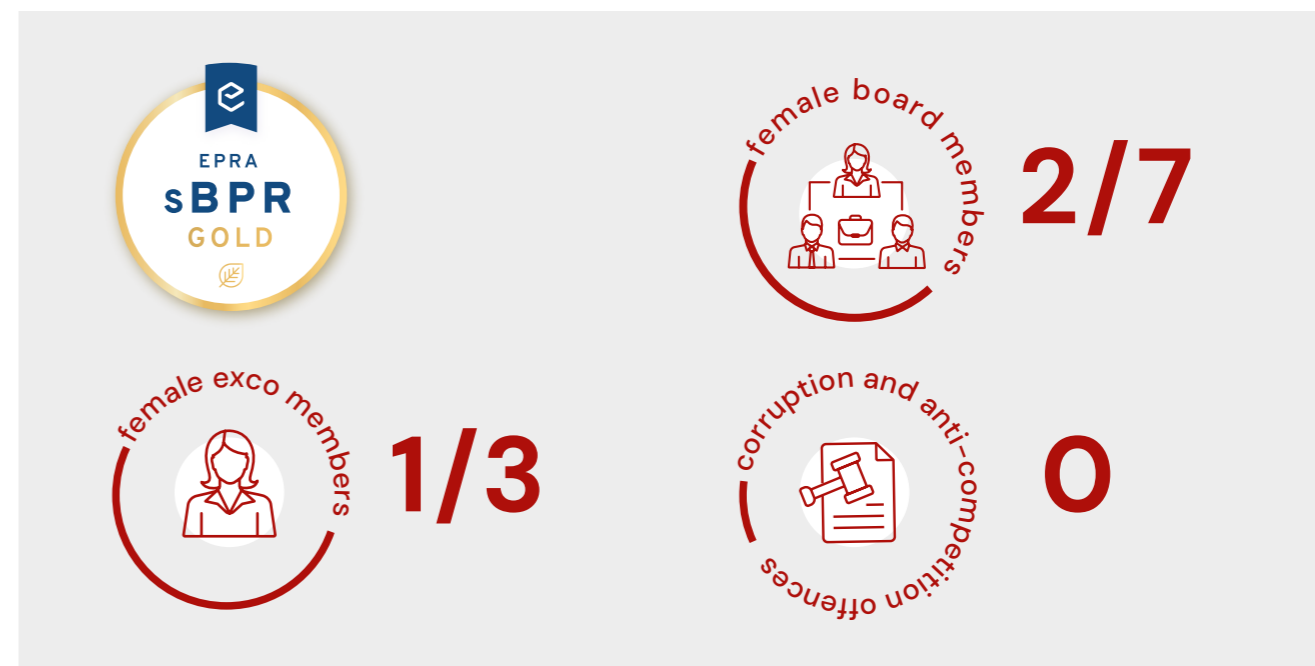 EPRA
sBPR
GOLD
female board members
2/7
female exco members
1/3
corruption and anti-competition offences
0